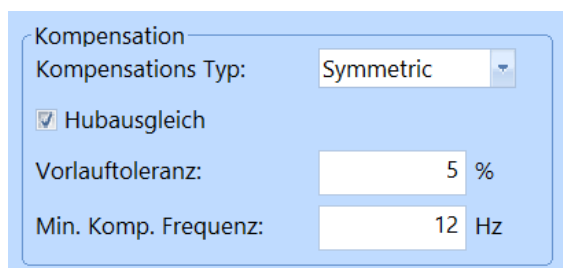 Kompensation
Kompensations Typ: Symmetric
Hubausgleich
Vorlauftoleranz: 5 %
Min. Komp. Frequenz: 12 Hz